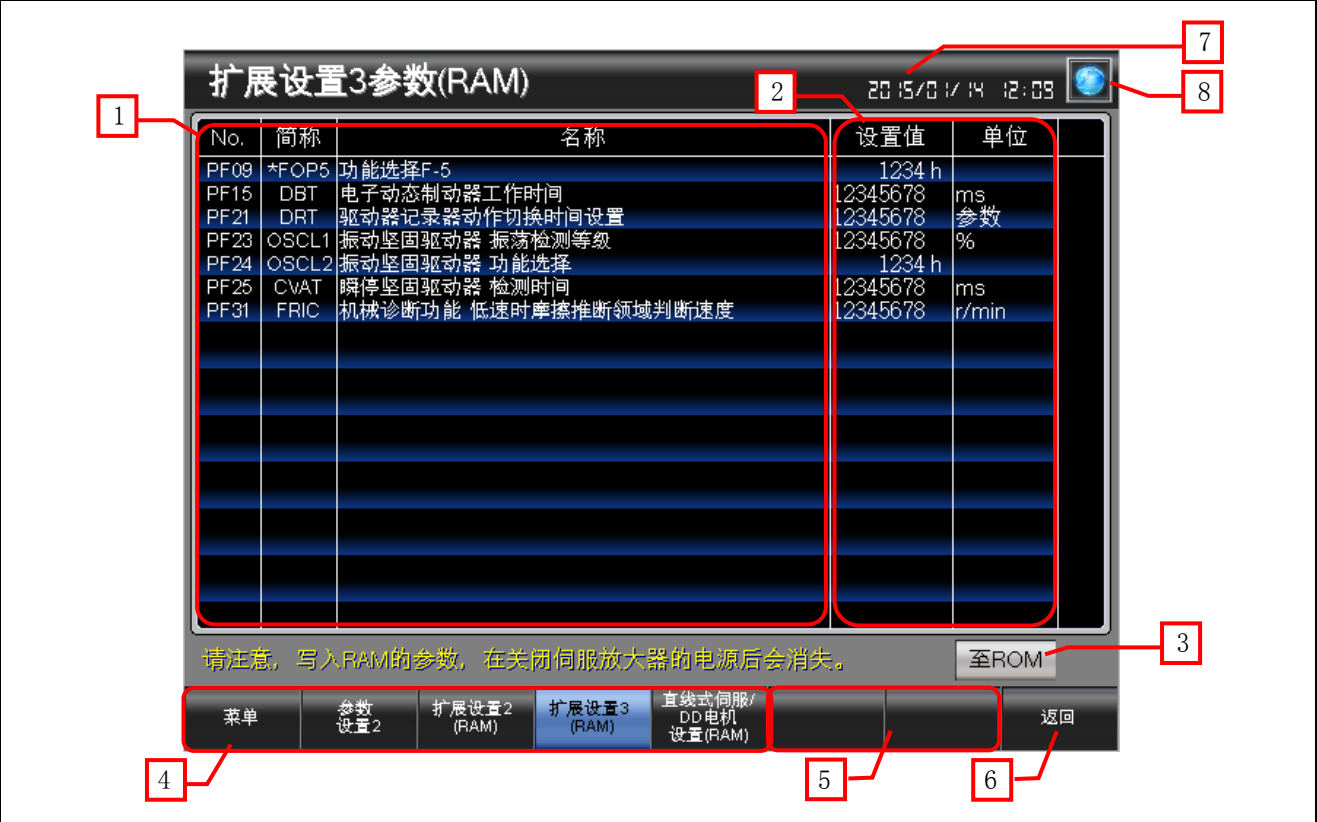 7
扩展设置3参数(RAM)
2
2015/01/14 12:09
8
1
No. 简称 名称 设置值 单位
PF09 *FOP5 功能选择F-5 1234 h
PF15 DBT 电子动态制动器工作时间 12345678 ms
PF21 DRT 驱动器记录器动作切换时间设置 12345678 参数
PF23 OSCL1 振动坚固驱动器 振荡检测等级 12345678 %
PF24 OSCL2 振动坚固驱动器 功能选择 1234 h
PF25 CVAT 瞬停坚固驱动器 检测时间 12345678 ms
PF31 FRIC 机械诊断功能 低速时摩擦推断领域判断速度 12345678 r/min
请注意，写入RAM的参数，在关闭伺服放大器的电源后会消失。
至ROM
3
菜单
参数
设置2
扩展设置2
(RAM)
扩展设置3
(RAM)
直线式伺服/
DD电机
设置(RAM)
返回
4
5
6